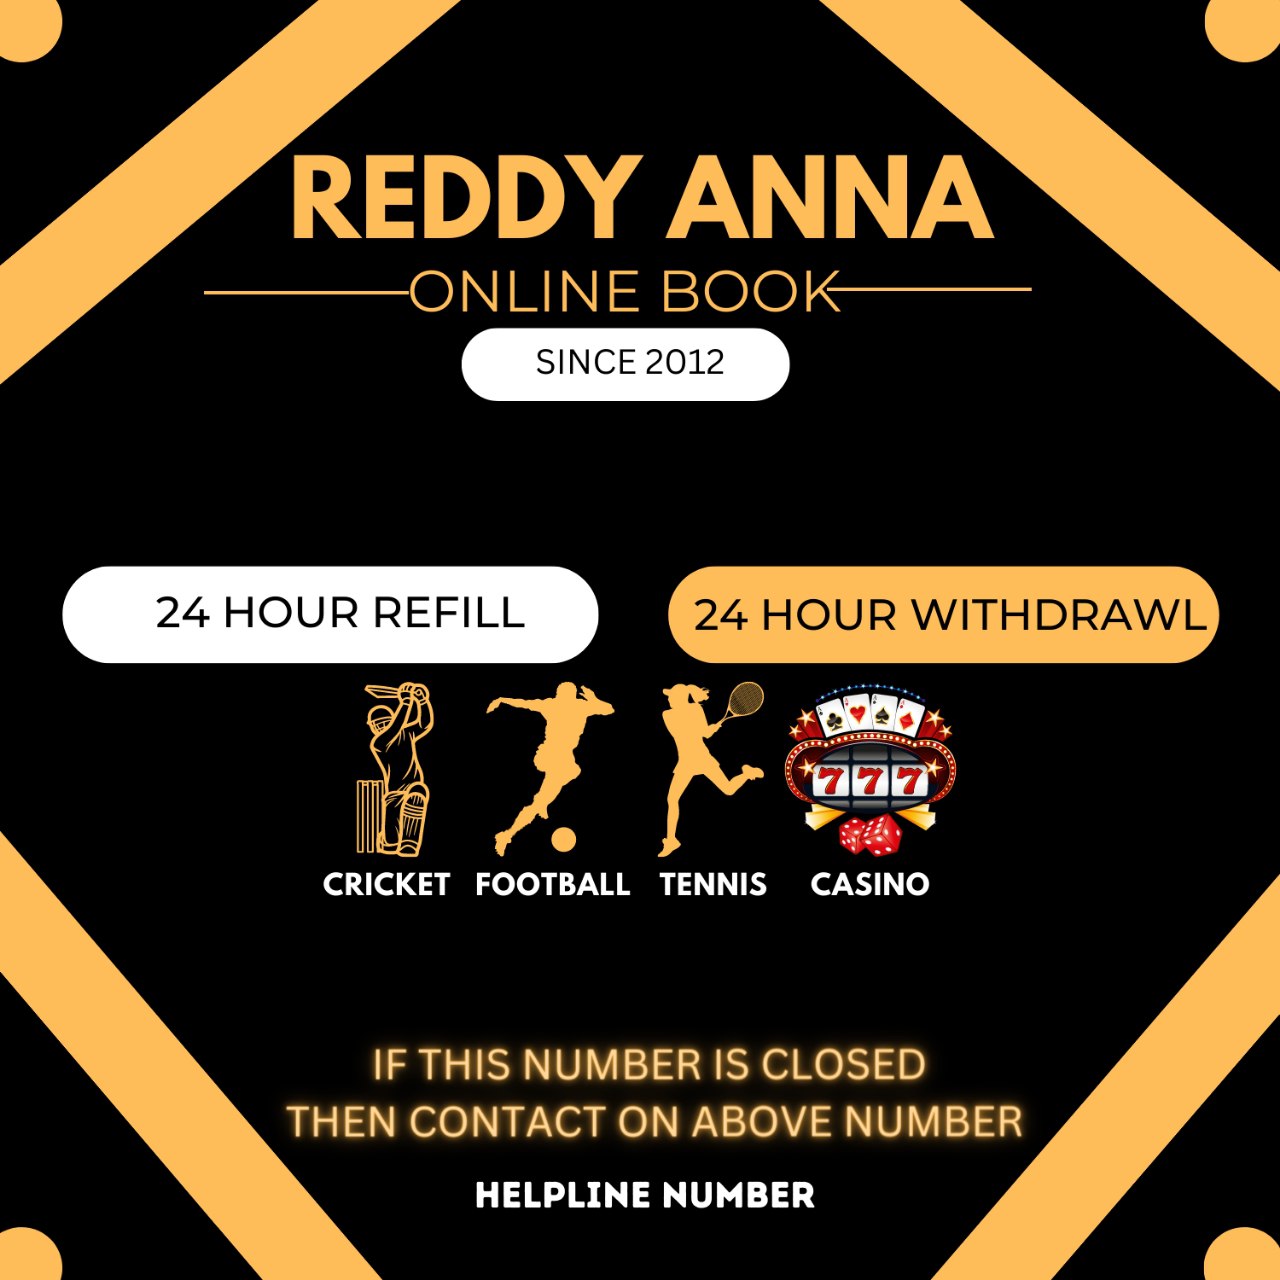 REDDY ANNA
ONLINE BOOK
SINCE 2012
24 HOUR REFILL
24 HOUR WITHDRAWL
777
CRICKET FOOTBALL TENNIS CASINO
IF THIS NUMBER IS CLOSED
THEN CONTACT ON ABOVE NUMBER
HELPLINE NUMBER